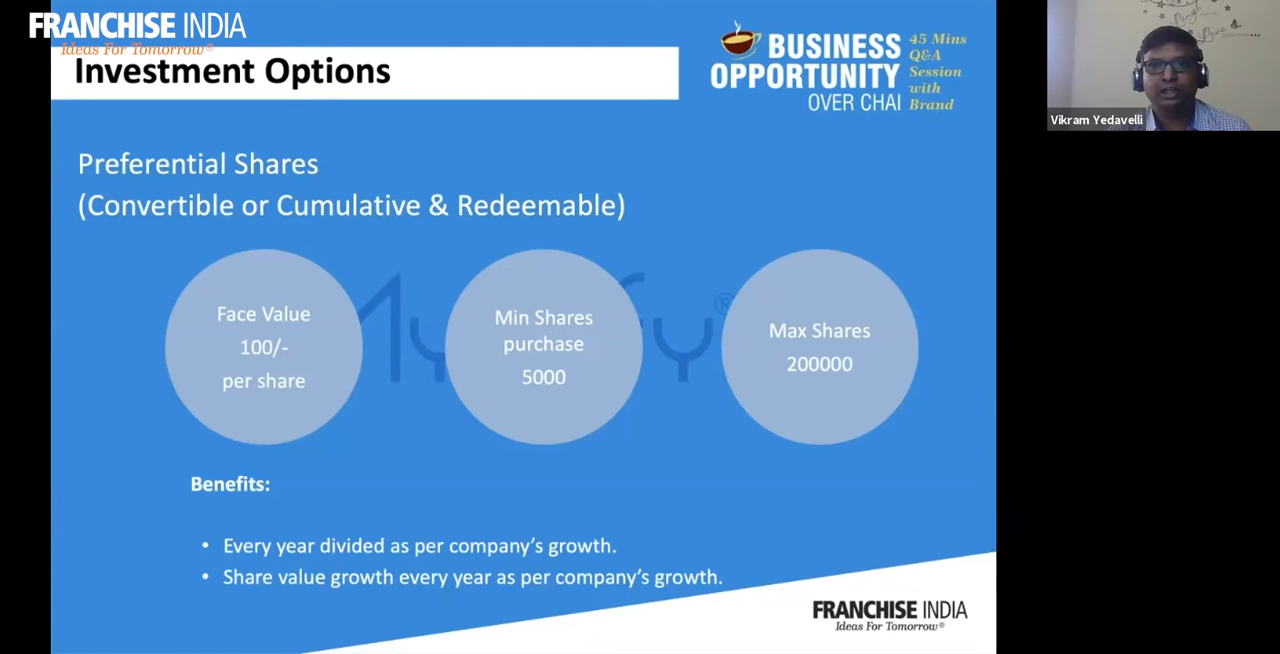 FRANCHISE INDIA
Ideas For Tomorrow®
Investment Options
BUSINESS
OPPORTUNITY
OVER CHAI
45 Mins
Q&A
Session
with
Brand
Vikram Yedavelli
Preferential Shares
(Convertible or Cumulative & Redeemable)
Face Value
100/-
per share
Min Shares
purchase
5000
Max Shares
200000
Benefits:
• Every year divided as per company's growth.
• Share value growth every year as per company's growth.
FRANCHISE INDIA
Ideas For Tomorrow®